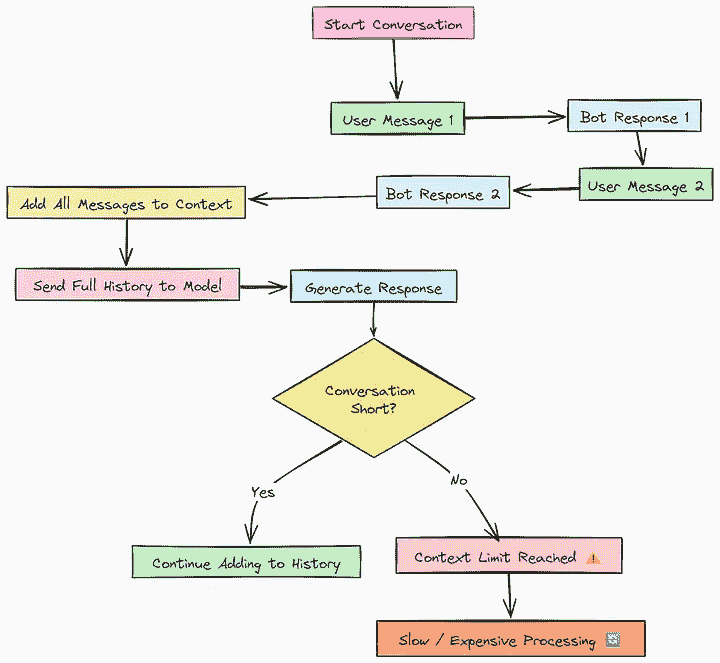 Start Conversation
User Message 1
Bot Response 1
User Message 2
Bot Response 2
Add All Messages to Context
Send Full History to Model
Generate Response
Conversation
Short?
Yes
No
Continue Adding to History
Context Limit Reached ⚠️
Slow / Expensive Processing 🔄